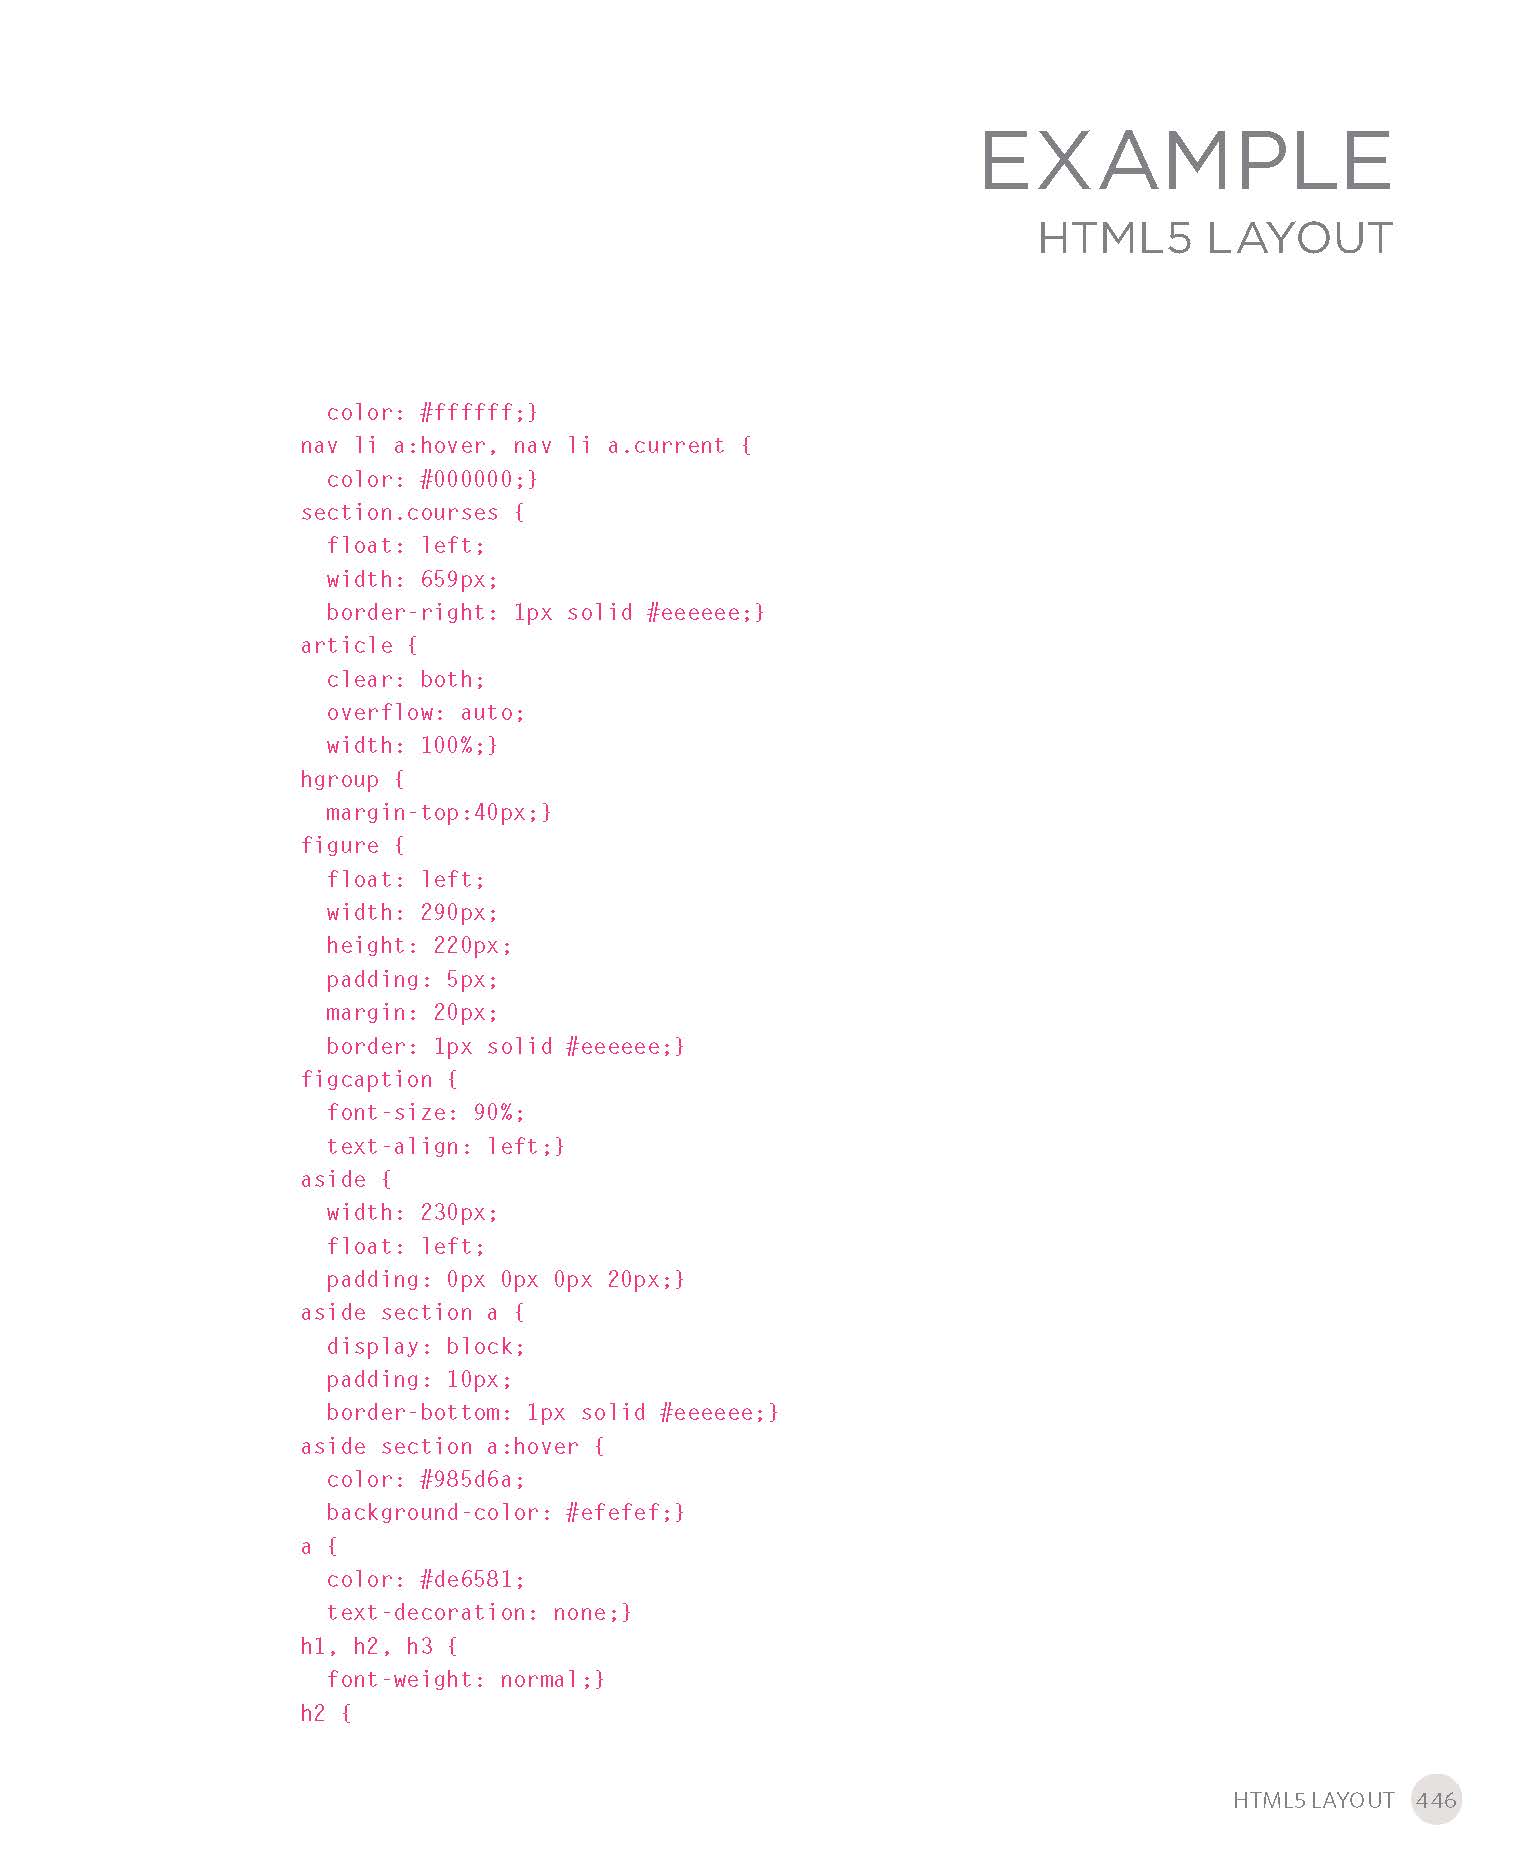 EXAMPLE
HTML5 LAYOUT
color: #ffffff;}
nav li a:hover, nav li a.current {
color: #000000;}
section.courses {
float: left;
width: 659px;
border-right: 1px solid #eeeeee;}
article {
clear: both;
overflow: auto;
width: 100%;}
hgroup {
margin-top:40px;}
figure {
float: left;
width: 290px;
height: 220px;
padding: 5px;
margin: 20px;
border: 1px solid #eeeeee;}
figcaption {
font-size: 90%;
text-align: left;}
aside {
width: 230px;
float: left;
padding: 0px 0px 0px 20px;}
aside section a {
display: block;
padding: 10px;
border-bottom: 1px solid #eeeeee;}
aside section a:hover {
color: #985d6a;
background-color: #efefef;}
a {
color: #de6581;
text-decoration: none;}
h1, h2, h3 {
font-weight: normal;}
h2 {
HTML5 LAYOUT 446